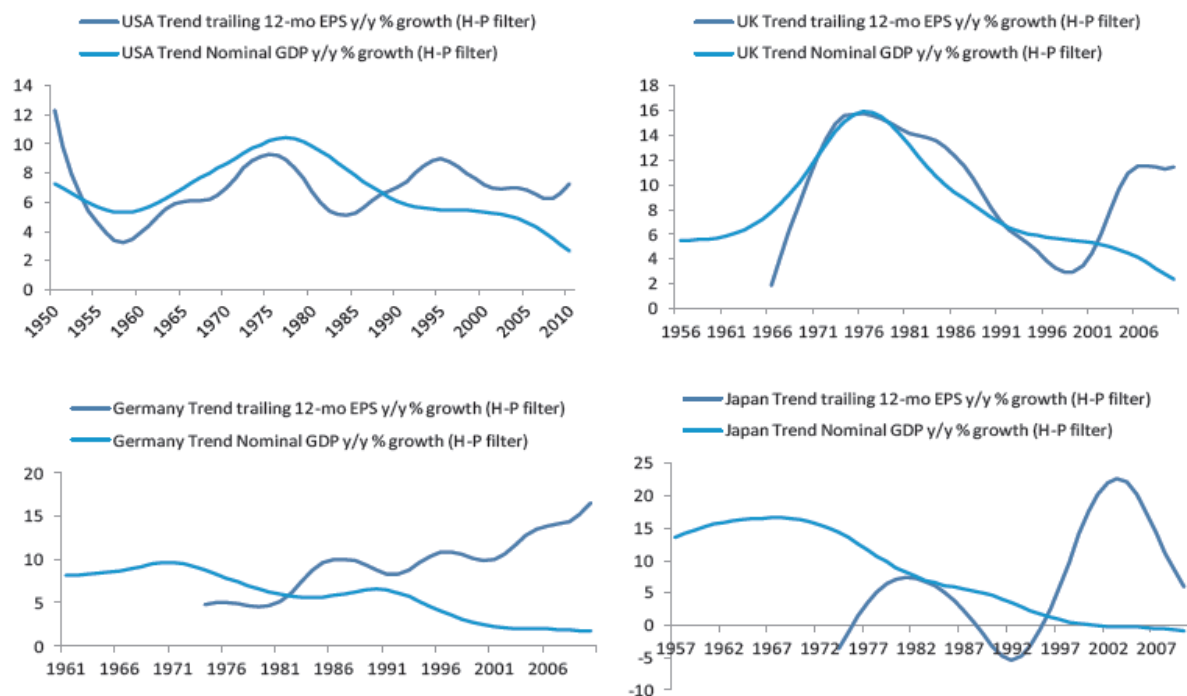 USA Trend trailing 12-mo EPS y/y % growth (H-P filter)
USA Trend Nominal GDP y/y % growth (H-P filter)
14
12
10
8
6
4
2
0
1950 1955 1960 1965 1970 1975 1980 1985 1990 1995 2000 2005 2010
UK Trend trailing 12-mo EPS y/y % growth (H-P filter)
UK Trend Nominal GDP y/y % growth (H-P filter)
18
16
14
12
10
8
6
4
2
0
1956 1961 1966 1971 1976 1981 1986 1991 1996 2001 2006
Germany Trend trailing 12-mo EPS y/y % growth (H-P filter)
Germany Trend Nominal GDP y/y % growth (H-P filter)
20
15
10
5
0
1961 1966 1971 1976 1981 1986 1991 1996 2001 2006
Japan Trend trailing 12-mo EPS y/y % growth (H-P filter)
Japan Trend Nominal GDP y/y % growth (H-P filter)
25
20
15
10
5
0
-5
-10
1957 1962 1967 1972 1977 1982 1987 1992 1997 2002 2007